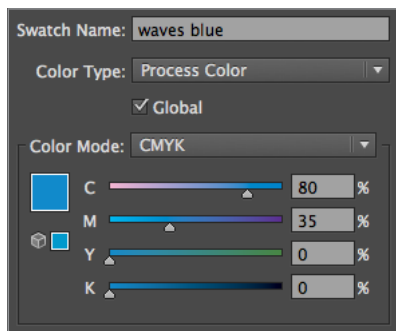 Swatch Name: waves blue
Color Type: Process Color
Global
Color Mode: CMYK
C 80 %
M 35 %
Y 0 %
K 0 %